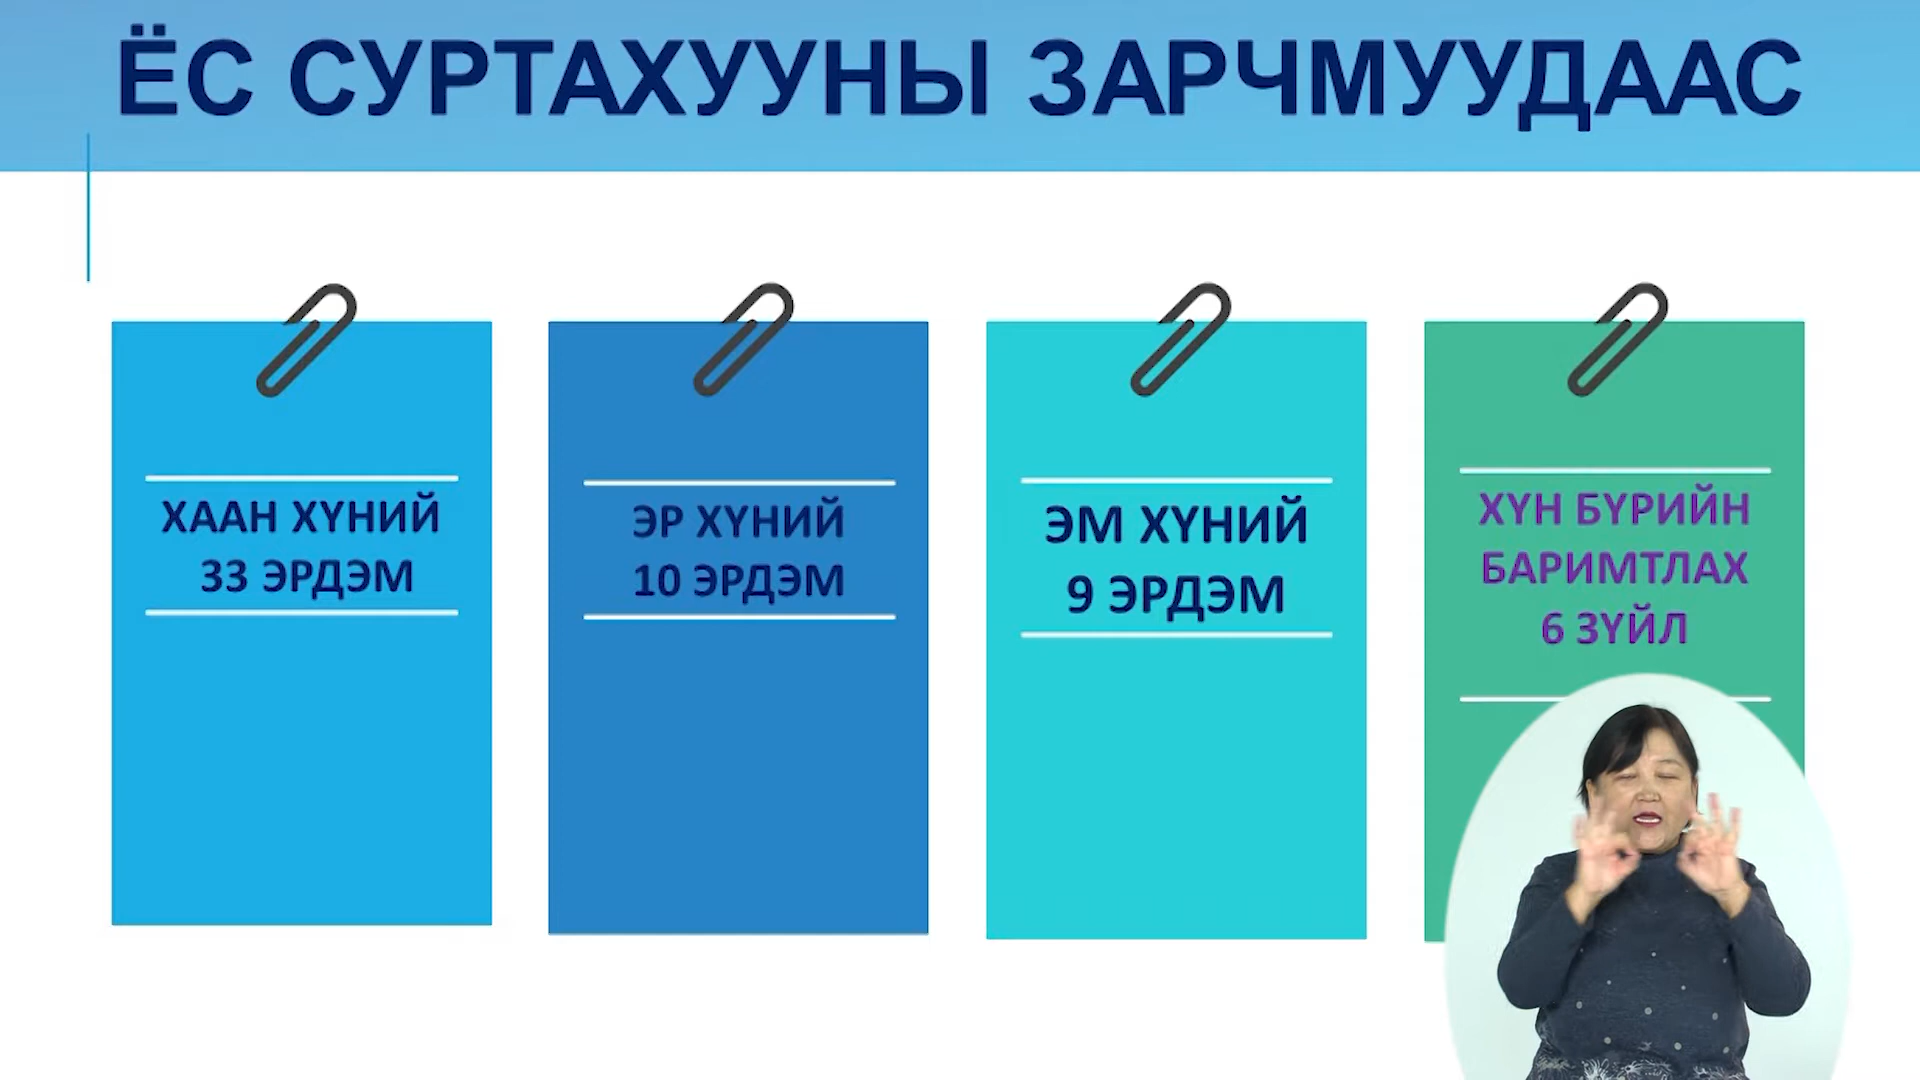 ЁС СУРТАХУУНЫ ЗАРЧМУУДААС
ХААН ХҮНИЙ
33 ЭРДЭМ
ЭР ХҮНИЙ
10 ЭРДЭМ
ЭМ ХҮНИЙ
9 ЭРДЭМ
ХҮН БҮРИЙН
БАРИМТЛАХ
6 ЗҮЙЛ